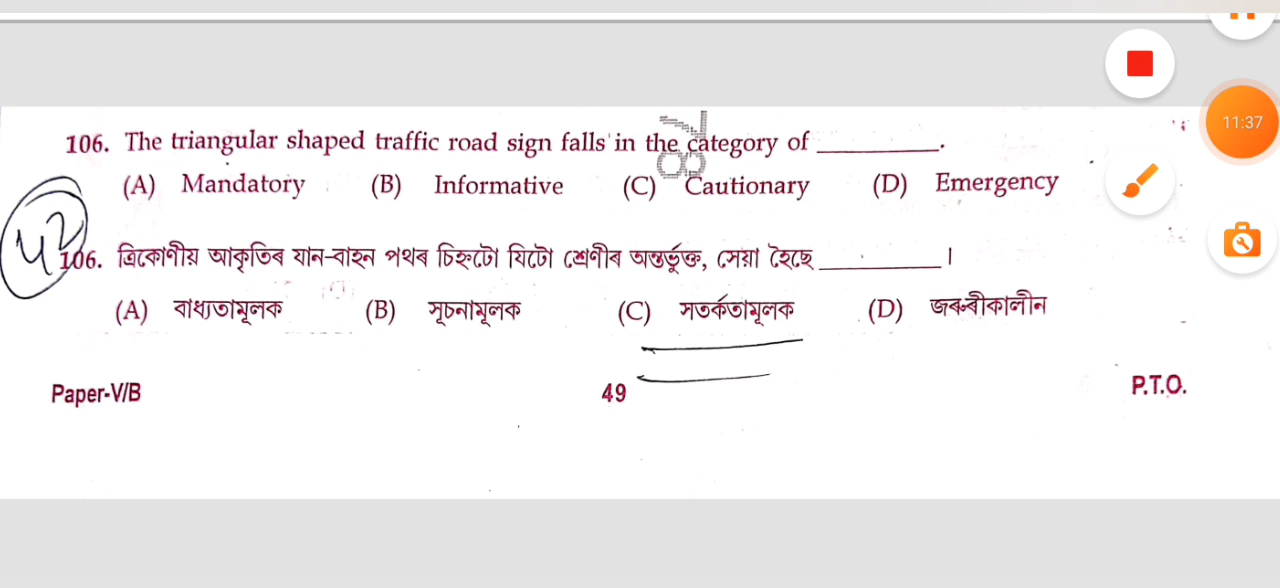 11:37
106. The triangular shaped traffic road sign falls in the category of ________.
(A) Mandatory (B) Informative (C) Cautionary (D) Emergency
42
106. ত্ৰিকোণীয় আকৃতিৰ যান-বাহন পথৰ চিহ্নটো যিটো শ্ৰেণীৰ অন্তৰ্ভুক্ত, সেয়া হৈছে ________।
(A) বাধ্যতামূলক (B) সূচনামূলক (C) সতৰ্কতামূলক (D) জৰুৰীকালীন
Paper-V/B 49 P.T.O.